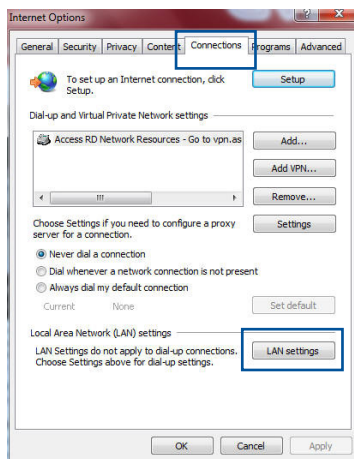 Internet Options
General Security Privacy Content Connections Programs Advanced
To set up an Internet connection, click Setup.
Setup
Dial-up and Virtual Private Network settings
Access RD Network Resources - Go to vpn.as
Add...
Add VPN...
Remove...
Choose Settings if you need to configure a proxy
server for a connection.
Settings
Never dial a connection
Dial whenever a network connection is not present
Always dial my default connection
Current None
Set default
Local Area Network (LAN) settings
LAN Settings do not apply to dial-up connections.
Choose Settings above for dial-up settings.
LAN settings
OK Cancel Apply